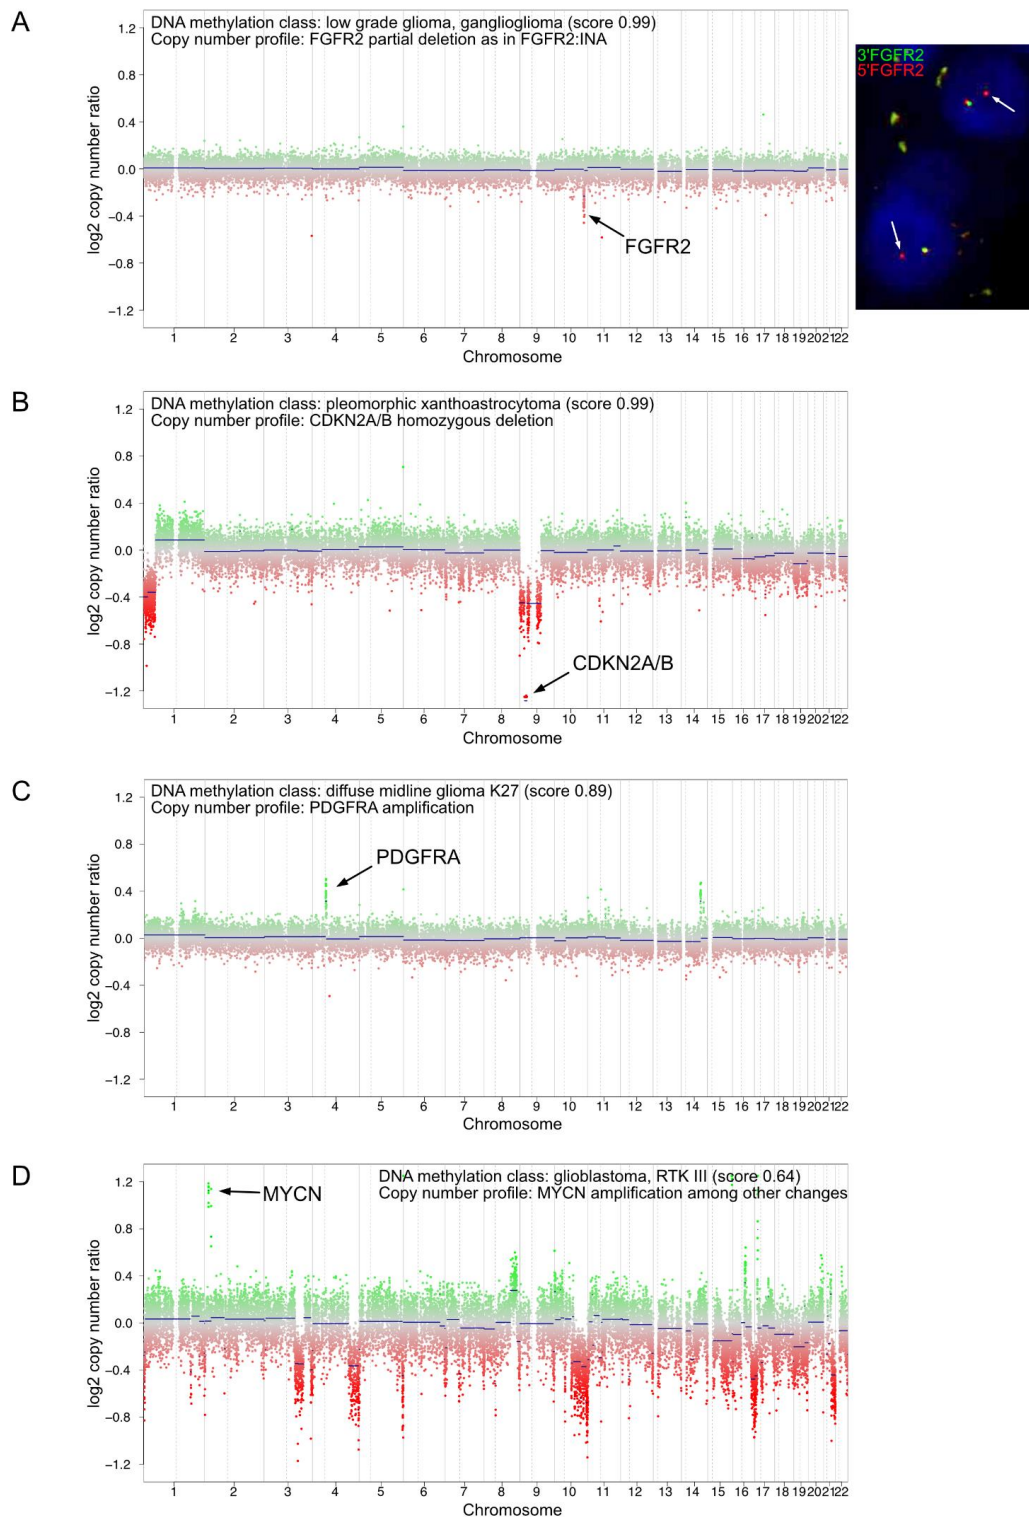 A
DNA methylation class: low grade glioma, ganglioglioma (score 0.99)
Copy number profile: FGFR2 partial deletion as in FGFR2:INA
log2 copy number ratio
1.2
0.8
0.4
0.0
−0.4
−0.8
−1.2
FGFR2
1 2 3 4 5 6 7 8 9 10 11 12 13 14 15 16 17 18 19 20 21 22
Chromosome
3'FGFR2
5'FGFR2
B
DNA methylation class: pleomorphic xanthoastrocytoma (score 0.99)
Copy number profile: CDKN2A/B homozygous deletion
log2 copy number ratio
1.2
0.8
0.4
0.0
−0.4
−0.8
−1.2
CDKN2A/B
1 2 3 4 5 6 7 8 9 10 11 12 13 14 15 16 17 18 19 20 21 22
Chromosome
C
DNA methylation class: diffuse midline glioma K27 (score 0.89)
Copy number profile: PDGFRA amplification
log2 copy number ratio
1.2
0.8
0.4
0.0
−0.4
−0.8
−1.2
PDGFRA
1 2 3 4 5 6 7 8 9 10 11 12 13 14 15 16 17 18 19 20 21 22
Chromosome
D
DNA methylation class: glioblastoma, RTK III (score 0.64)
Copy number profile: MYCN amplification among other changes
log2 copy number ratio
1.2
0.8
0.4
0.0
−0.4
−0.8
−1.2
MYCN
1 2 3 4 5 6 7 8 9 10 11 12 13 14 15 16 17 18 19 20 21 22
Chromosome